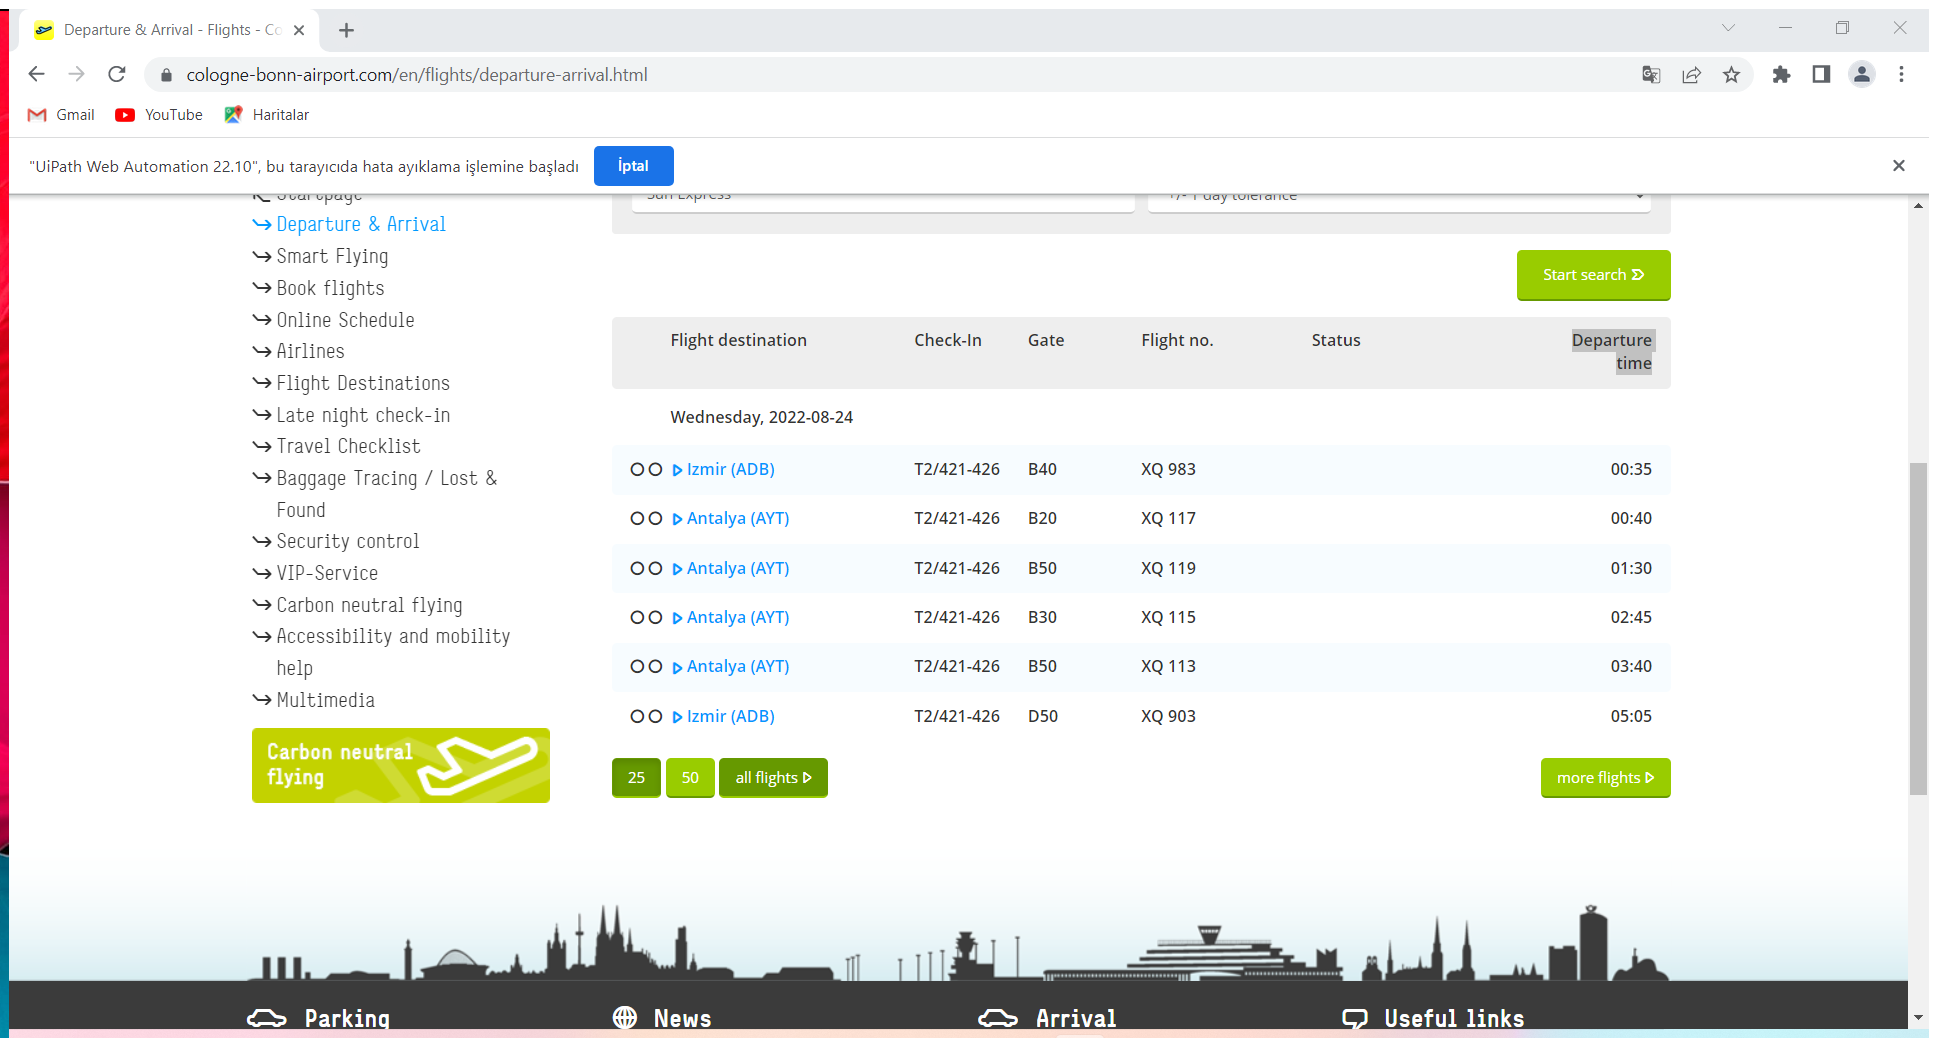 Departure & Arrival - Flights - Co
cologne-bonn-airport.com/en/flights/departure-arrival.html
Gmail YouTube Haritalar
"UiPath Web Automation 22.10", bu tarayıcıda hata ayıklama işlemine başladı İptal
Startpage
Departure & Arrival
Smart Flying
Book flights
Online Schedule
Airlines
Flight Destinations
Late night check-in
Travel Checklist
Baggage Tracing / Lost &
Found
Security control
VIP-Service
Carbon neutral flying
Accessibility and mobility
help
Multimedia
Carbon neutral
flying
Sun Express +/- 1 day tolerance
Start search
Flight destination Check-In Gate Flight no. Status Departure
time
Wednesday, 2022-08-24
Izmir (ADB) T2/421-426 B40 XQ 983 00:35
Antalya (AYT) T2/421-426 B20 XQ 117 00:40
Antalya (AYT) T2/421-426 B50 XQ 119 01:30
Antalya (AYT) T2/421-426 B30 XQ 115 02:45
Antalya (AYT) T2/421-426 B50 XQ 113 03:40
Izmir (ADB) T2/421-426 D50 XQ 903 05:05
25 50 all flights more flights
Parking News Arrival Useful links